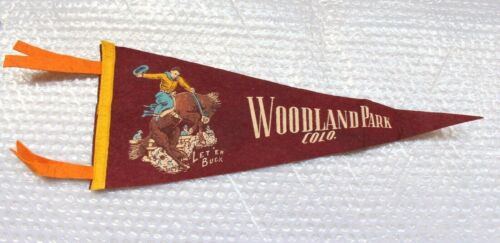 LET 'ER
BUCK
WOODLAND PARK
COLO.